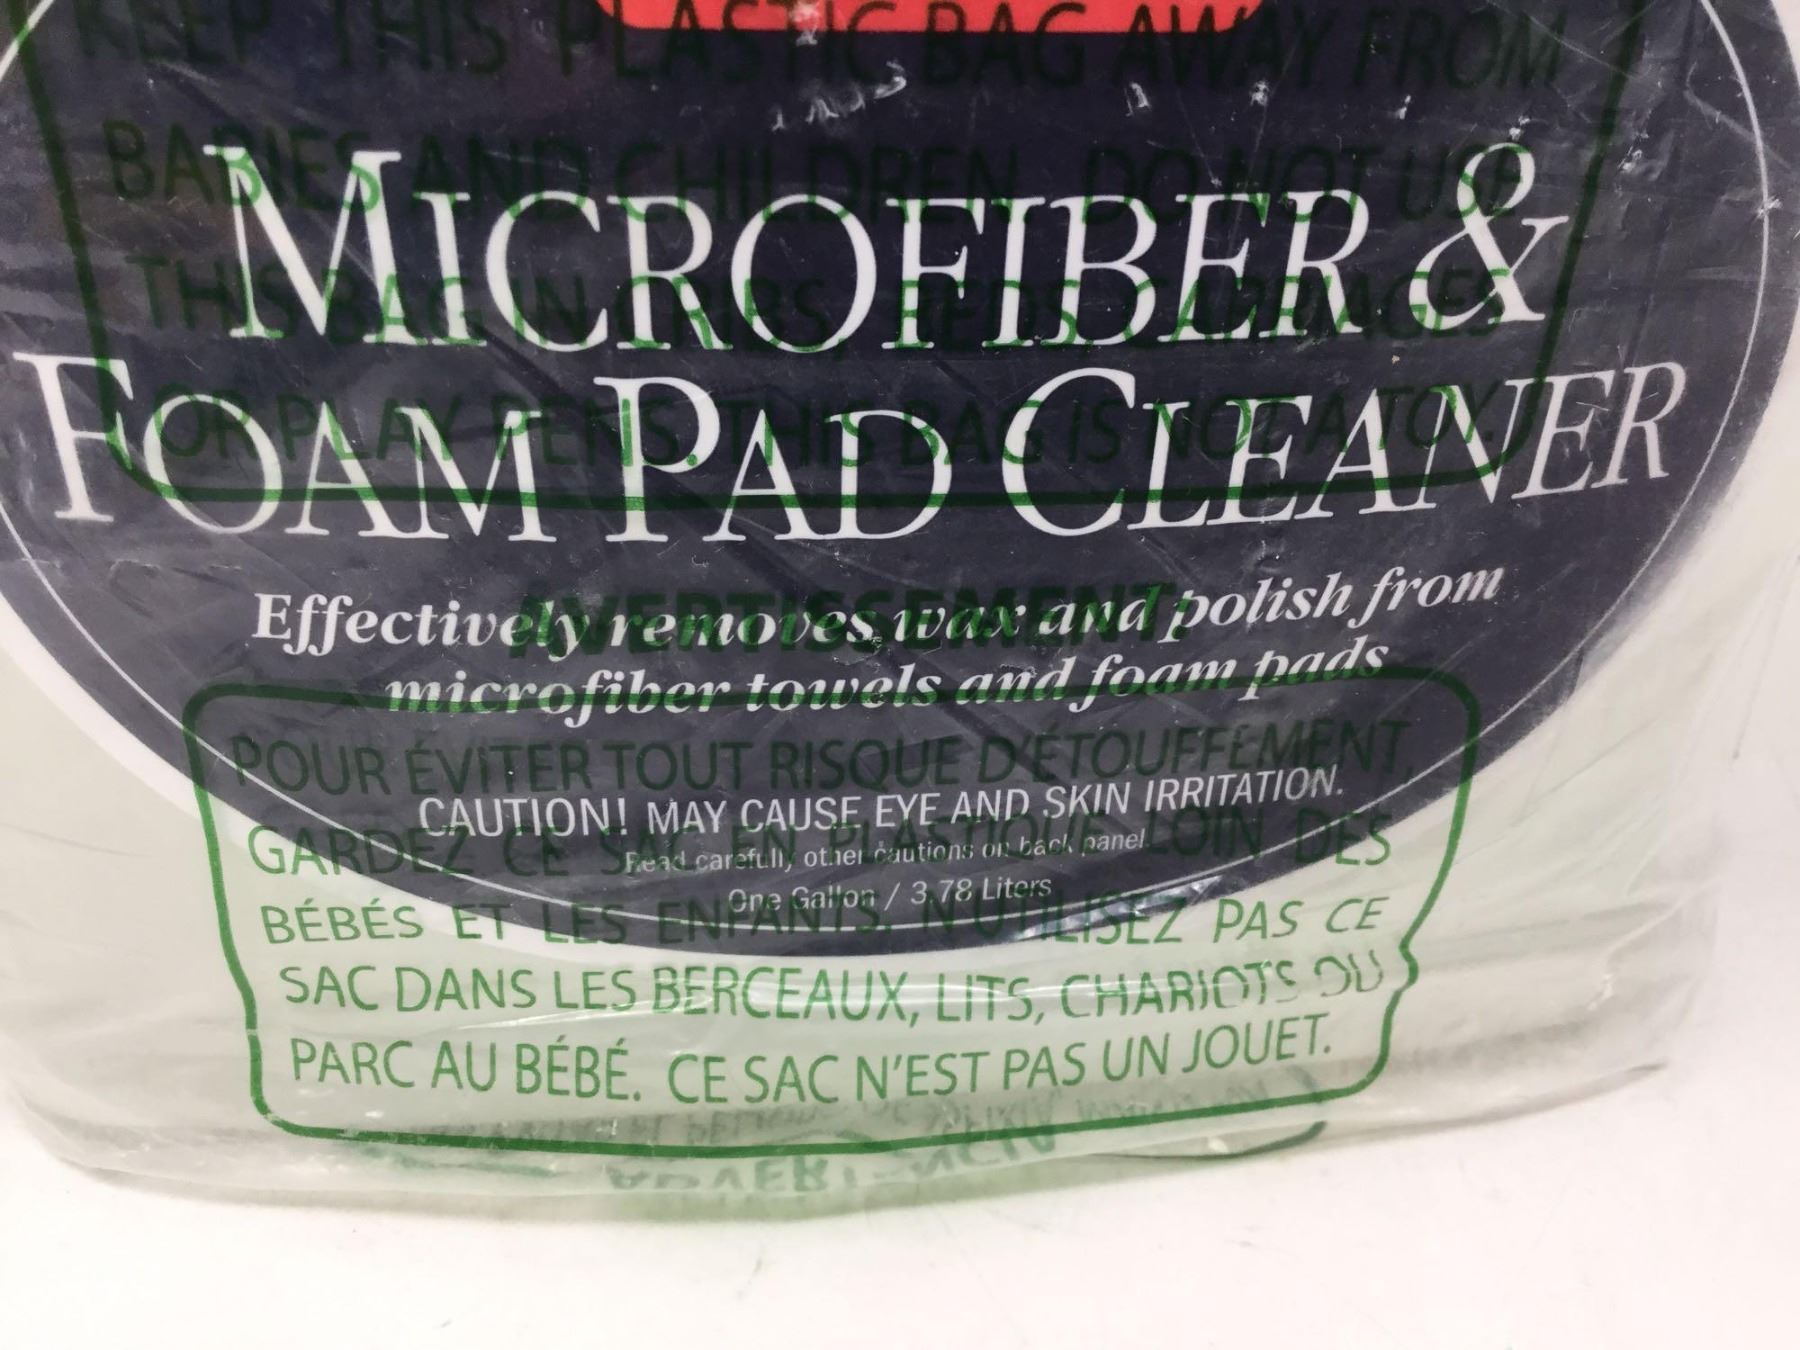 KEEP THIS PLASTIC BAG AWAY FROM
BABIES AND CHILDREN. DO NOT USE
THIS BAG IN CRIBS, BEDS, CARRIAGES
OR PLAY PENS. THIS BAG IS NOT A TOY.
MICROFIBER &
FOAM PAD CLEANER
Effectively removes wax and polish from
microfiber towels and foam pads
CAUTION! MAY CAUSE EYE AND SKIN IRRITATION.
Read carefully other cautions on back panel
One Gallon / 3.78 Liters
AVERTISSEMENT:
POUR ÉVITER TOUT RISQUE D'ÉTOUFFEMENT,
GARDEZ CE SAC EN PLASTIQUE LOIN DES
BÉBÉS ET LES ENFANTS. N'UTILISEZ PAS CE
SAC DANS LES BERCEAUX, LITS, CHARIOTS OU
PARC AU BÉBÉ. CE SAC N'EST PAS UN JOUET.